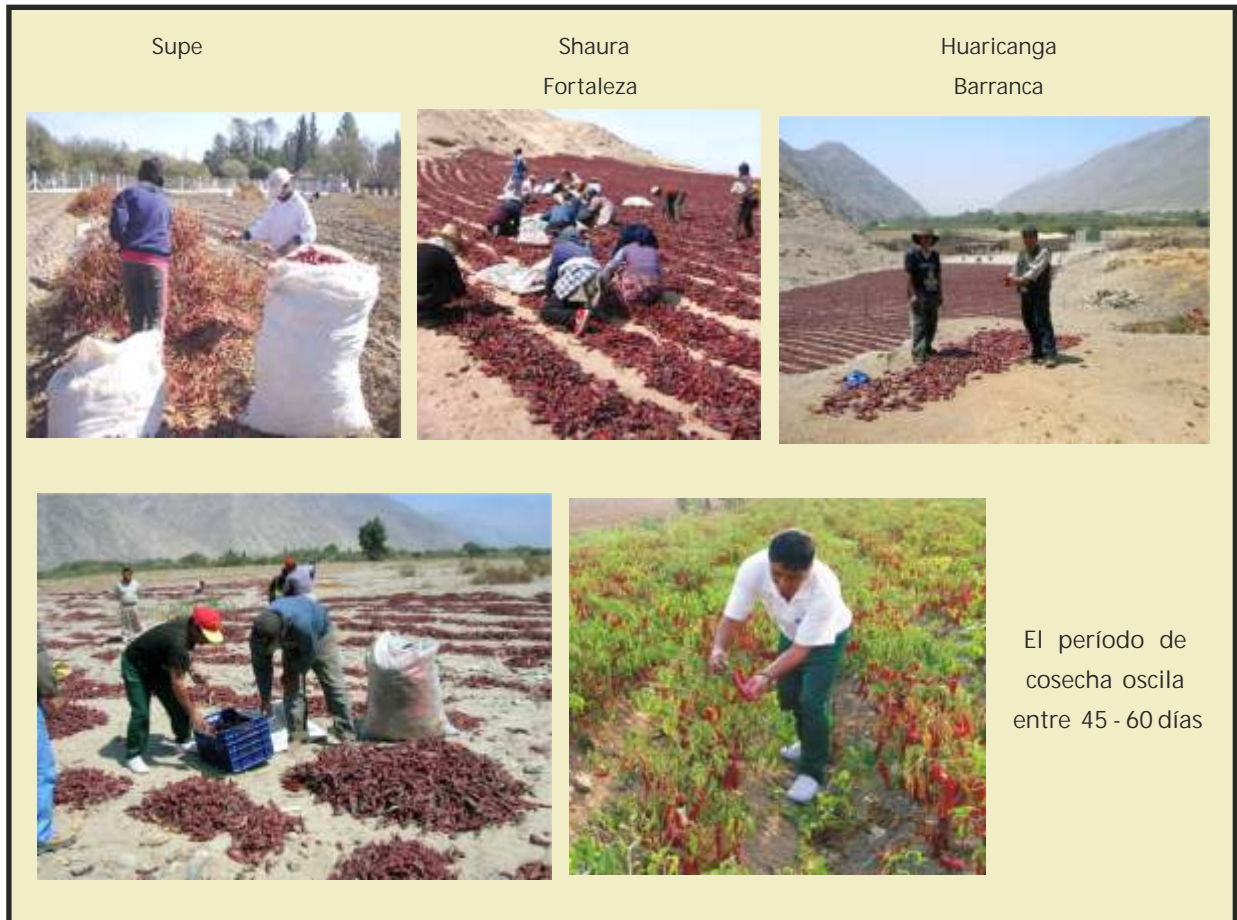 Supe
Shaura
Fortaleza
Huaricanga
Barranca
El período de
cosecha oscila
entre 45 - 60 días